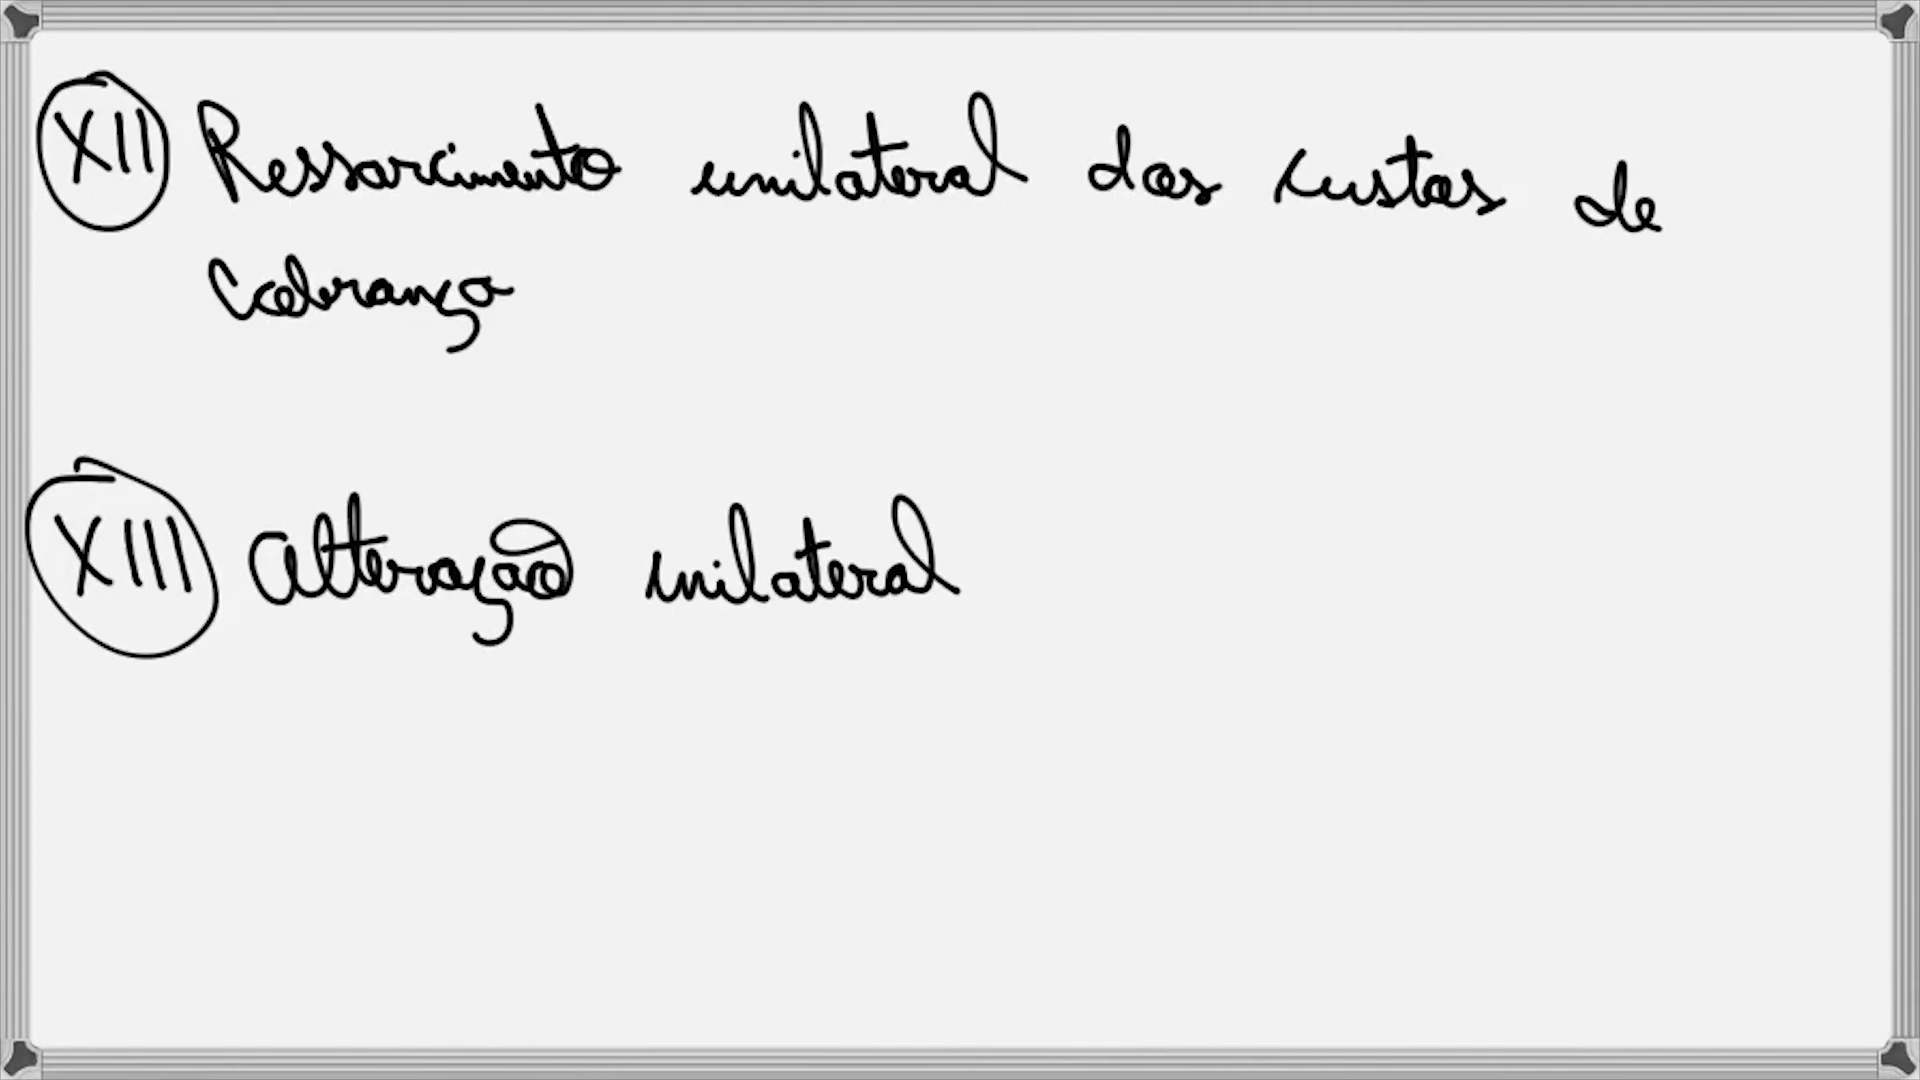 XII Ressarcimento unilateral das custas de
Cobrança
XIII Alteração unilateral